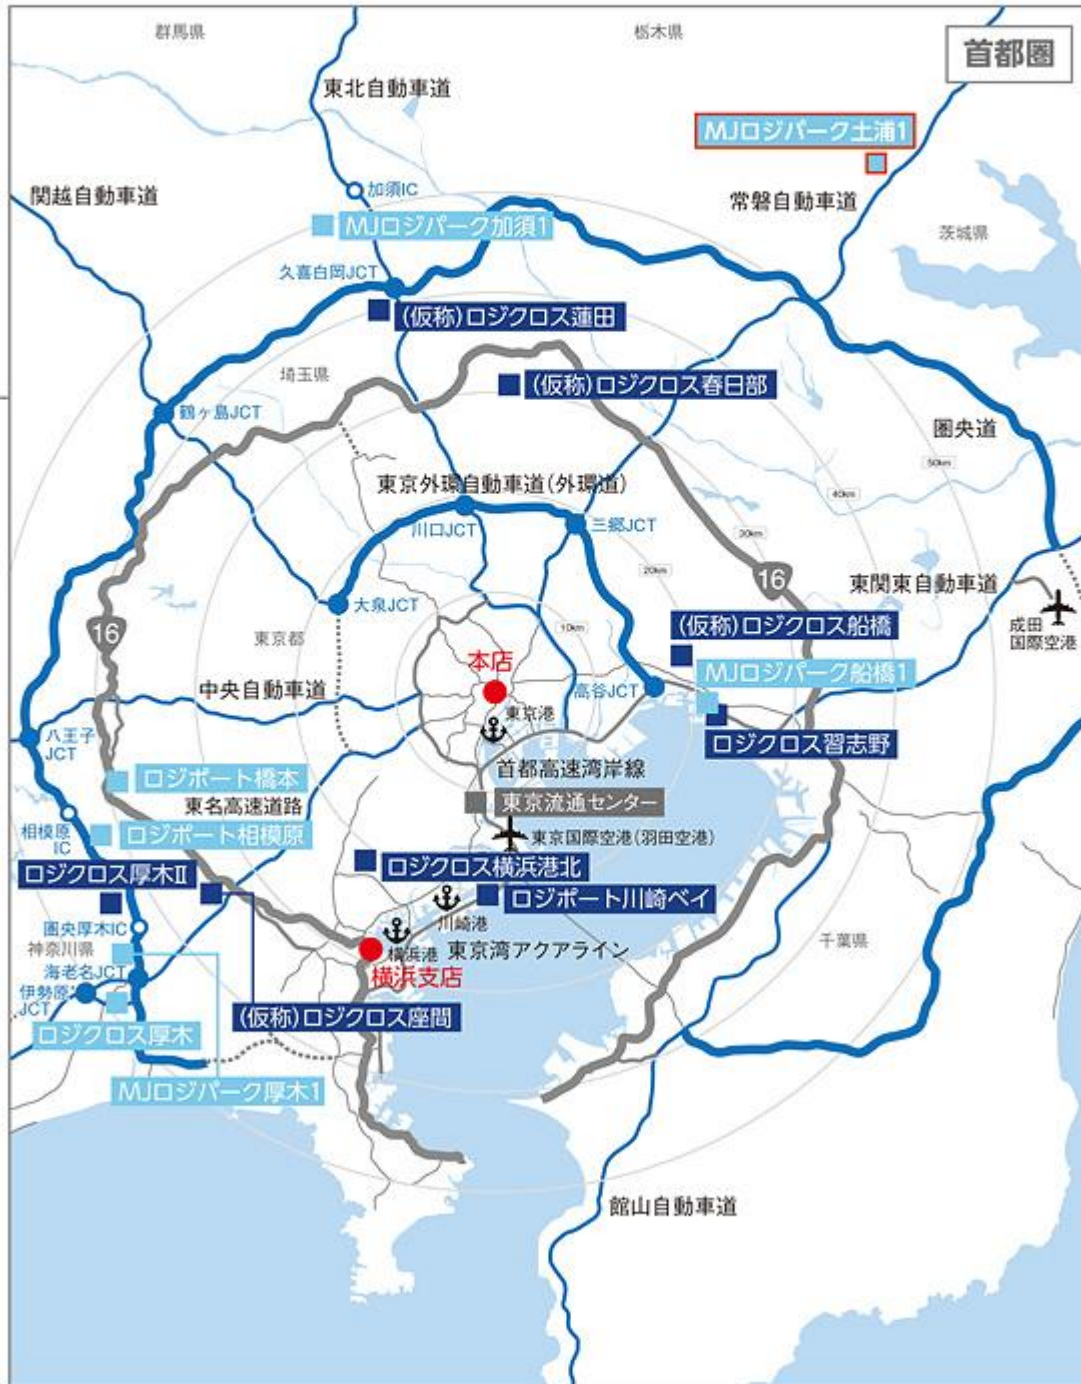 群馬県
栃木県
首都圏
東北自動車道
MJロジパーク土浦1
関越自動車道
加須IC
常磐自動車道
MJロジパーク加須1
茨城県
久喜白岡JCT
(仮称)ロジクロス蓮田
埼玉県
(仮称)ロジクロス春日部
鶴ヶ島JCT
圏央道
50km
東京外環自動車道(外環道)
40km
川口JCT
三郷JCT
30km
20km
16
東関東自動車道
大泉JCT
10km
成田
国際空港
16
東京都
(仮称)ロジクロス船橋
本店
MJロジパーク船橋1
中央自動車道
高谷JCT
東京港
八王子
JCT
ロジクロス習志野
首都高速湾岸線
ロジポート橋本
東名高速道路
東京流通センター
相模原
IC
ロジポート相模原
東京国際空港(羽田空港)
ロジクロス横浜港北
ロジクロス厚木II
ロジポート川崎ベイ
川崎港
圏央厚木IC
神奈川県
横浜港
東京湾アクアライン
千葉県
海老名JCT
横浜支店
伊勢原
JCT
(仮称)ロジクロス座間
ロジクロス厚木
MJロジパーク厚木1
館山自動車道